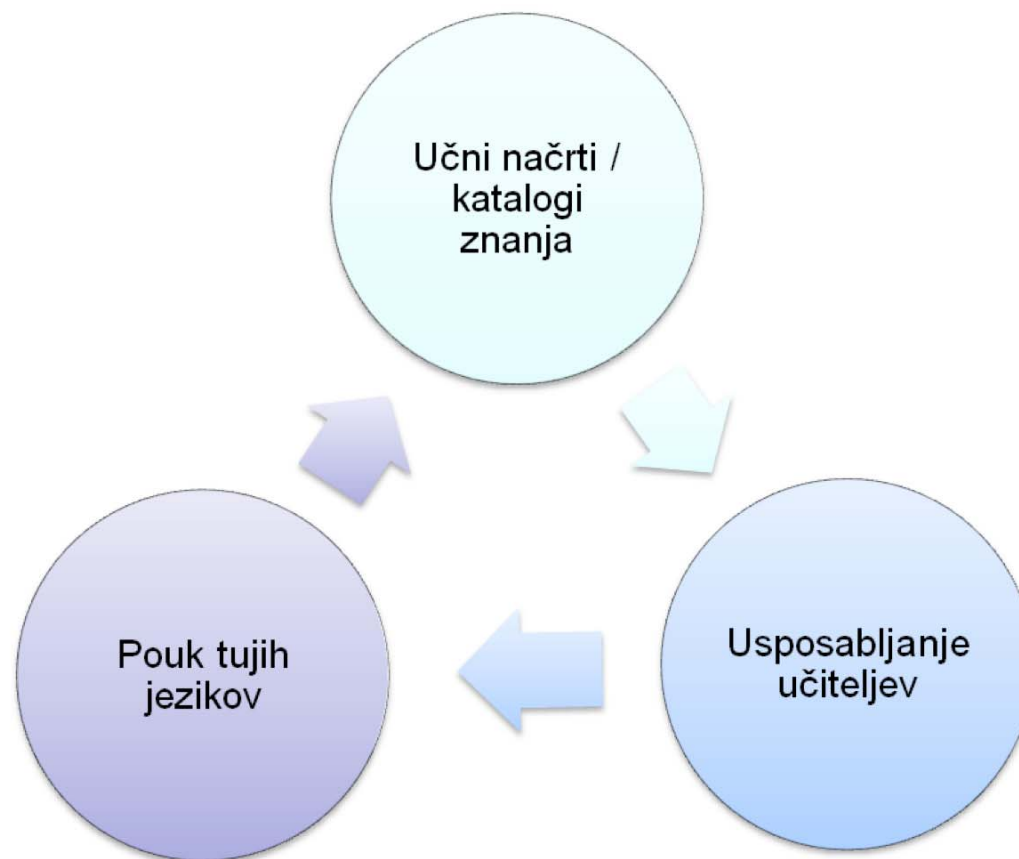 Učni načrti /
katalogi
znanja
Usposabljanje
učiteljev
Pouk tujih
jezikov